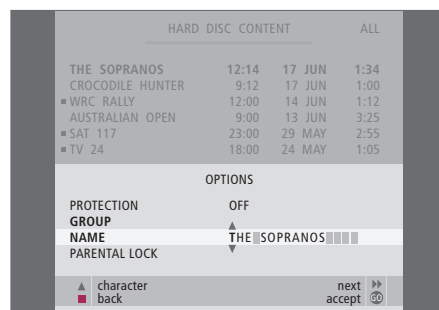 HARD DISC CONTENT ALL
THE SOPRANOS 12:14 17 JUN 1:34
CROCODILE HUNTER 9:12 17 JUN 1:00
WRC RALLY 12:00 14 JUN 1:12
AUSTRALIAN OPEN 9:00 13 JUN 3:25
SAT 117 23:00 29 MAY 2:55
TV 24 18:00 24 MAY 1:05
OPTIONS
PROTECTION OFF
GROUP
NAME THE SOPRANOS
PARENTAL LOCK
character next
back accept GO